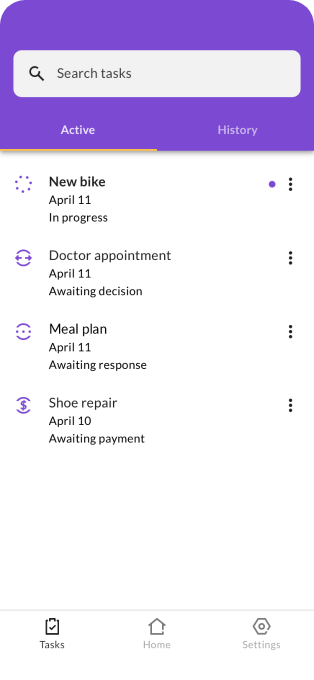 Search tasks
Active
History
New bike
April 11
In progress
Doctor appointment
April 11
Awaiting decision
Meal plan
April 11
Awaiting response
Shoe repair
April 10
Awaiting payment
Tasks
Home
Settings